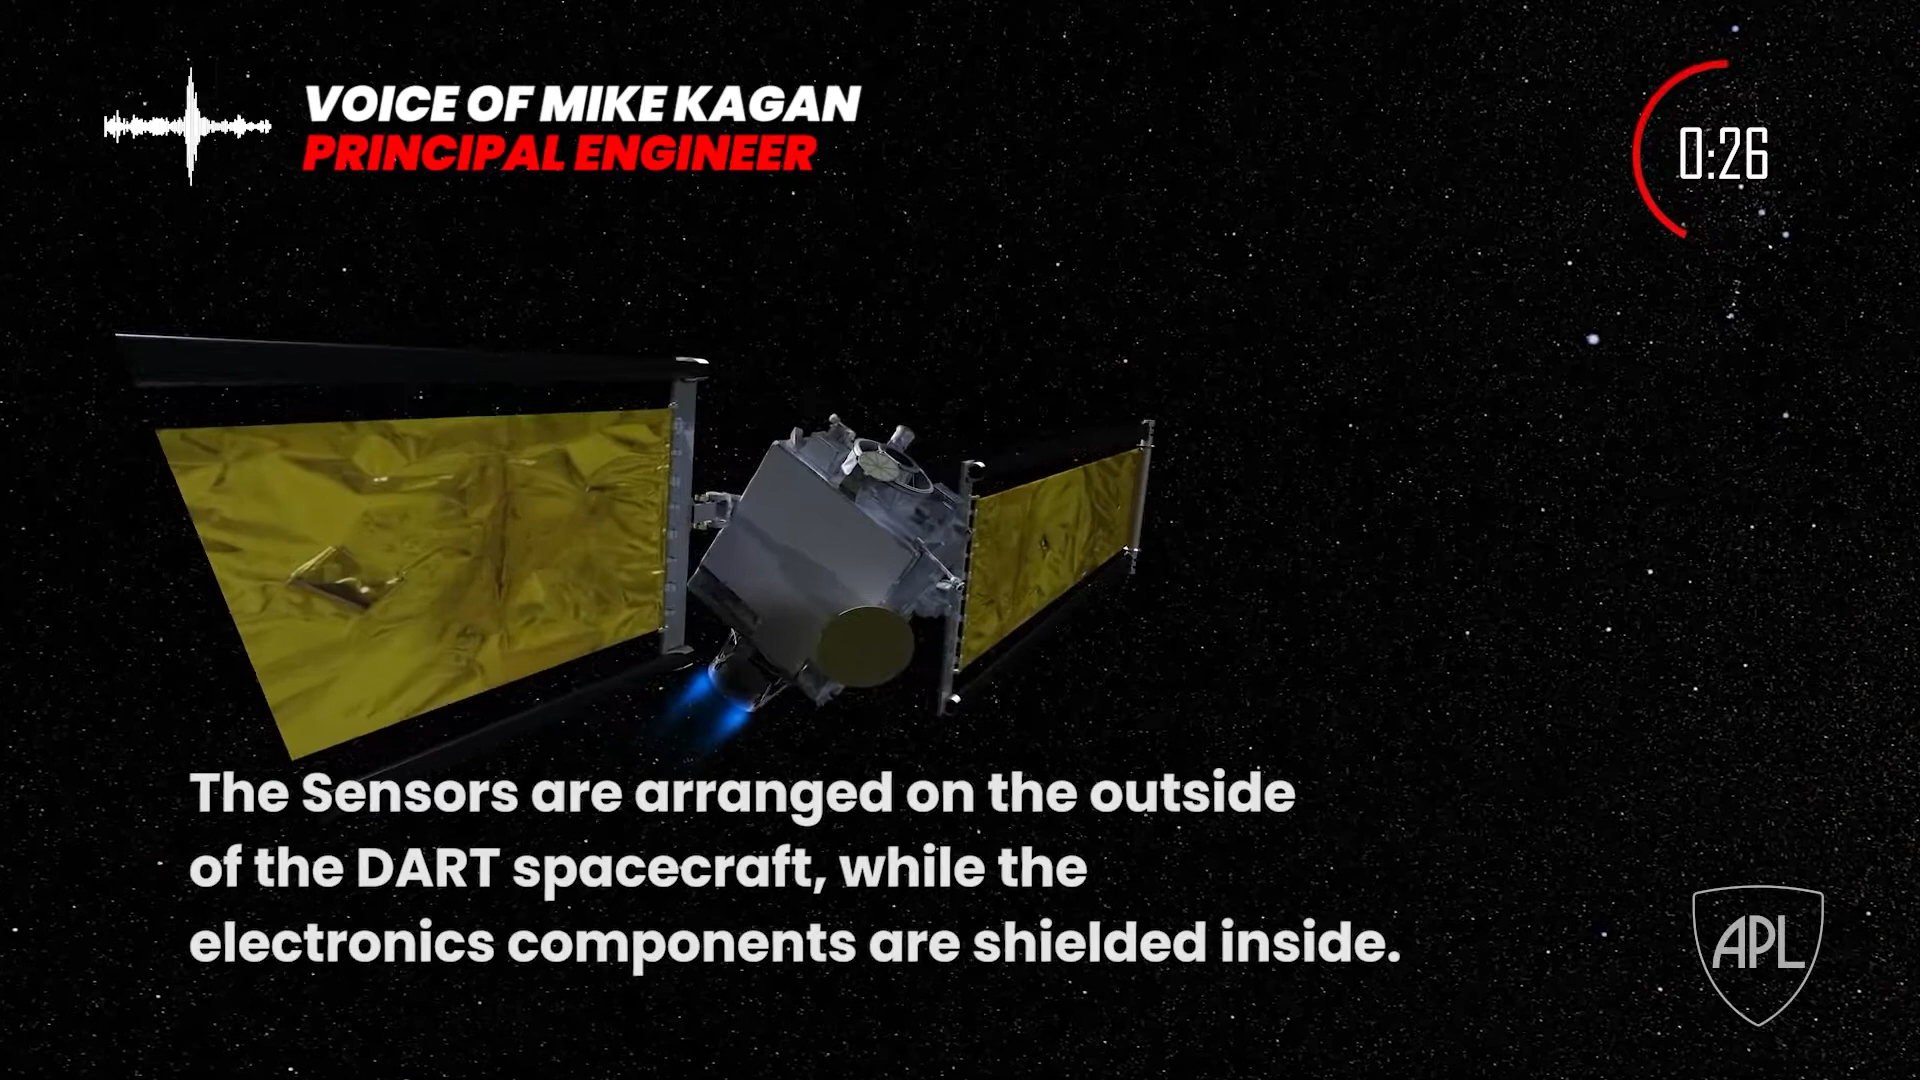 VOICE OF MIKE KAGAN
PRINCIPAL ENGINEER
0:26
The Sensors are arranged on the outside
of the DART spacecraft, while the
electronics components are shielded inside.
APL